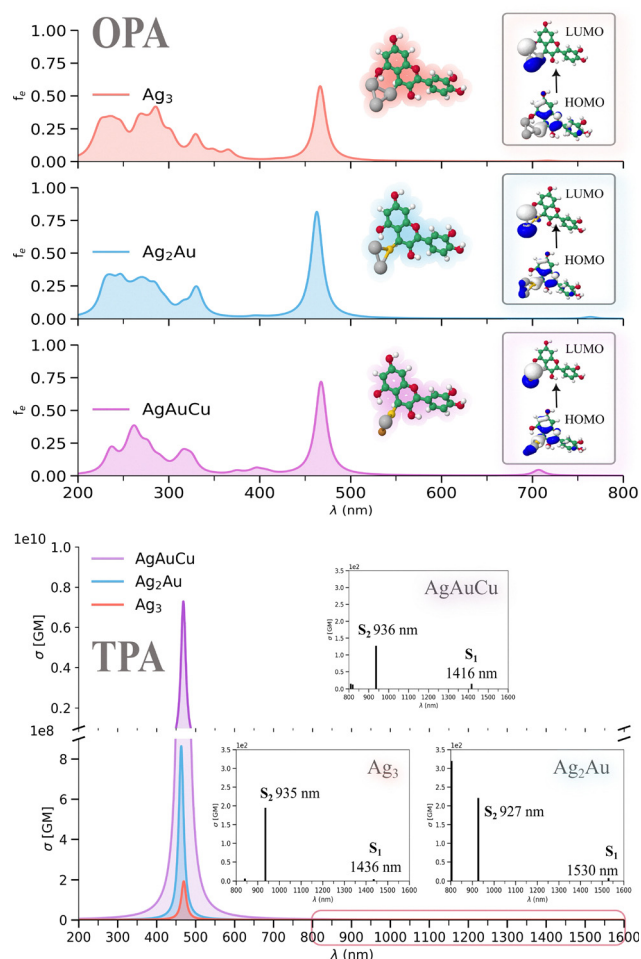 OPA
1.00
0.75
0.50
0.25
0.00
fe
Ag3
LUMO
HOMO
1.00
0.75
0.50
0.25
0.00
fe
Ag2Au
LUMO
HOMO
1.00
0.75
0.50
0.25
0.00
fe
AgAuCu
LUMO
HOMO
200 300 400 500 600 700 800
λ (nm)
1e10
1.0
0.8
0.6
0.4
0.2
σ [GM]
AgAuCu
Ag2Au
Ag3
TPA
1e2
3.5
3.0
2.5
2.0
1.5
1.0
0.5
0.0
σ [GM]
AgAuCu
S2 936 nm
S1
1416 nm
800 900 1000 1100 1200 1300 1400 1500 1600
λ (nm)
1e8
8
6
4
2
0
σ [GM]
1e2
3.5
3.0
2.5
2.0
1.5
1.0
0.5
0.0
σ [GM]
Ag3
S2 935 nm
S1
1436 nm
800 900 1000 1100 1200 1300 1400 1500 1600
λ (nm)
1e2
3.0
2.5
2.0
1.5
1.0
0.5
0.0
σ [GM]
Ag2Au
S2 927 nm
S1
1530 nm
800 900 1000 1100 1200 1300 1400 1500 1600
λ (nm)
200 300 400 500 600 700 800 900 1000 1100 1200 1300 1400 1500 1600
λ (nm)